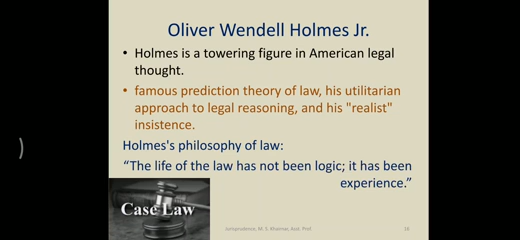 Oliver Wendell Holmes Jr.
• Holmes is a towering figure in American legal
thought.
• famous prediction theory of law, his utilitarian
approach to legal reasoning, and his "realist"
insistence.
Holmes's philosophy of law:
“The life of the law has not been logic; it has been
experience.”
Case Law
Jurisprudence, M. S. Khairnar, Asst. Prof.
18